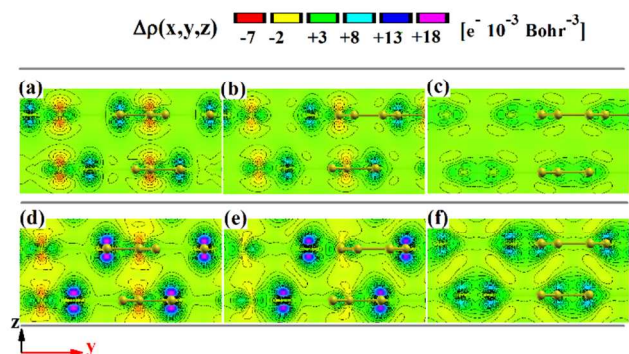 Δρ(x,y,z) [e⁻ 10⁻³ Bohr⁻³]
-7 -2 +3 +8 +13 +18
(a) (b) (c)
(d) (e) (f)
z
y